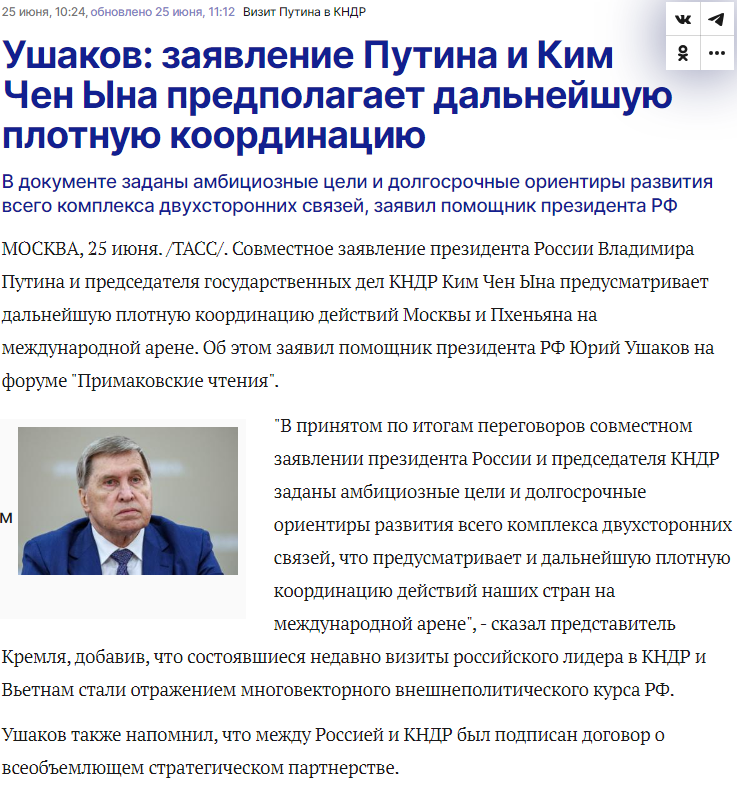 25 июня, 10:24, обновлено 25 июня, 11:12 Визит Путина в КНДР
Ушаков: заявление Путина и Ким
Чен Ына предполагает дальнейшую
плотную координацию
В документе заданы амбициозные цели и долгосрочные ориентиры развития
всего комплекса двухсторонних связей, заявил помощник президента РФ
МОСКВА, 25 июня. /ТАСС/. Совместное заявление президента России Владимира
Путина и председателя государственных дел КНДР Ким Чен Ына предусматривает
дальнейшую плотную координацию действий Москвы и Пхеньяна на
международной арене. Об этом заявил помощник президента РФ Юрий Ушаков на
форуме "Примаковские чтения".
"В принятом по итогам переговоров совместном
заявлении президента России и председателя КНДР
заданы амбициозные цели и долгосрочные
ориентиры развития всего комплекса двухсторонних
связей, что предусматривает и дальнейшую плотную
координацию действий наших стран на
международной арене", - сказал представитель
м
Кремля, добавив, что состоявшиеся недавно визиты российского лидера в КНДР и
Вьетнам стали отражением многовекторного внешнеполитического курса РФ.
Ушаков также напомнил, что между Россией и КНДР был подписан договор о
всеобъемлющем стратегическом партнерстве.